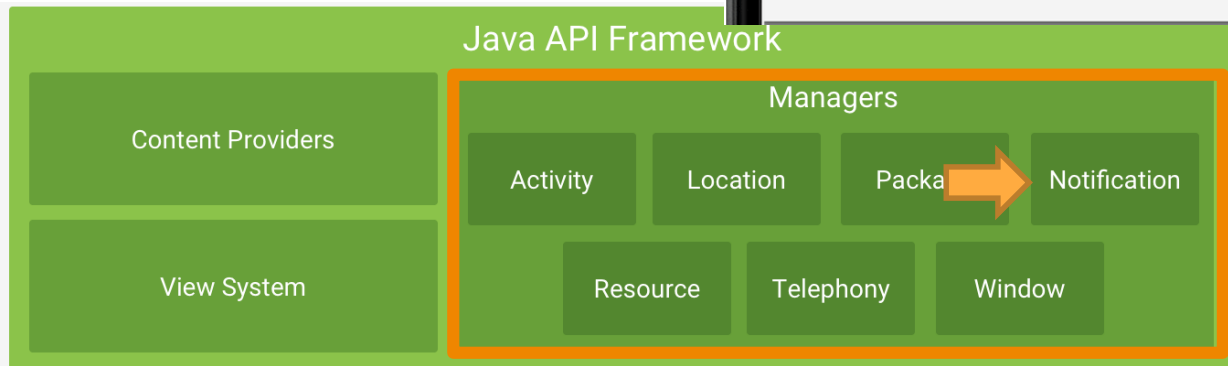 Java API Framework
Managers
Content Providers
Activity
Location
Packa
Notification
View System
Resource
Telephony
Window